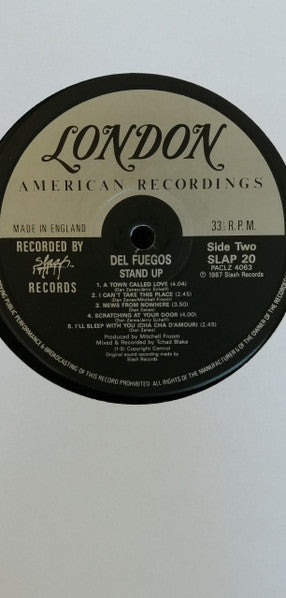 LONDON
AMERICAN RECORDINGS
MADE IN ENGLAND
33⅓ R.P.M.
RECORDED BY
Slash
RECORDS
DEL FUEGOS
STAND UP
Side Two
SLAP 20
PACLZ 4063
℗ 1987 Slash Records
1. A TOWN CALLED LOVE (4.04)
(Dan Zanes/Jerry Scheff)
2. I CAN'T TAKE THIS PLACE (2.45)
(Dan Zanes/Mitchell Froom)
3. NEWS FROM NOWHERE (3.50)
(Dan Zanes)
4. SCRATCHING AT YOUR DOOR (4.00)
(Dan Zanes/Jerry Scheff)
5. I'LL SLEEP WITH YOU (CHA CHA D'AMOUR) (2.45)
(Dan Zanes)
Produced by Mitchell Froom
Mixed & Recorded by Tchad Blake
(1-5) Copyright Control
Original sound recording made by
Slash Records
PUBLIC PERFORMANCE & BROADCASTING OF THIS RECORD PROHIBITED ALL RIGHTS OF THE MANUFACTURER & OF THE OWNER OF THE